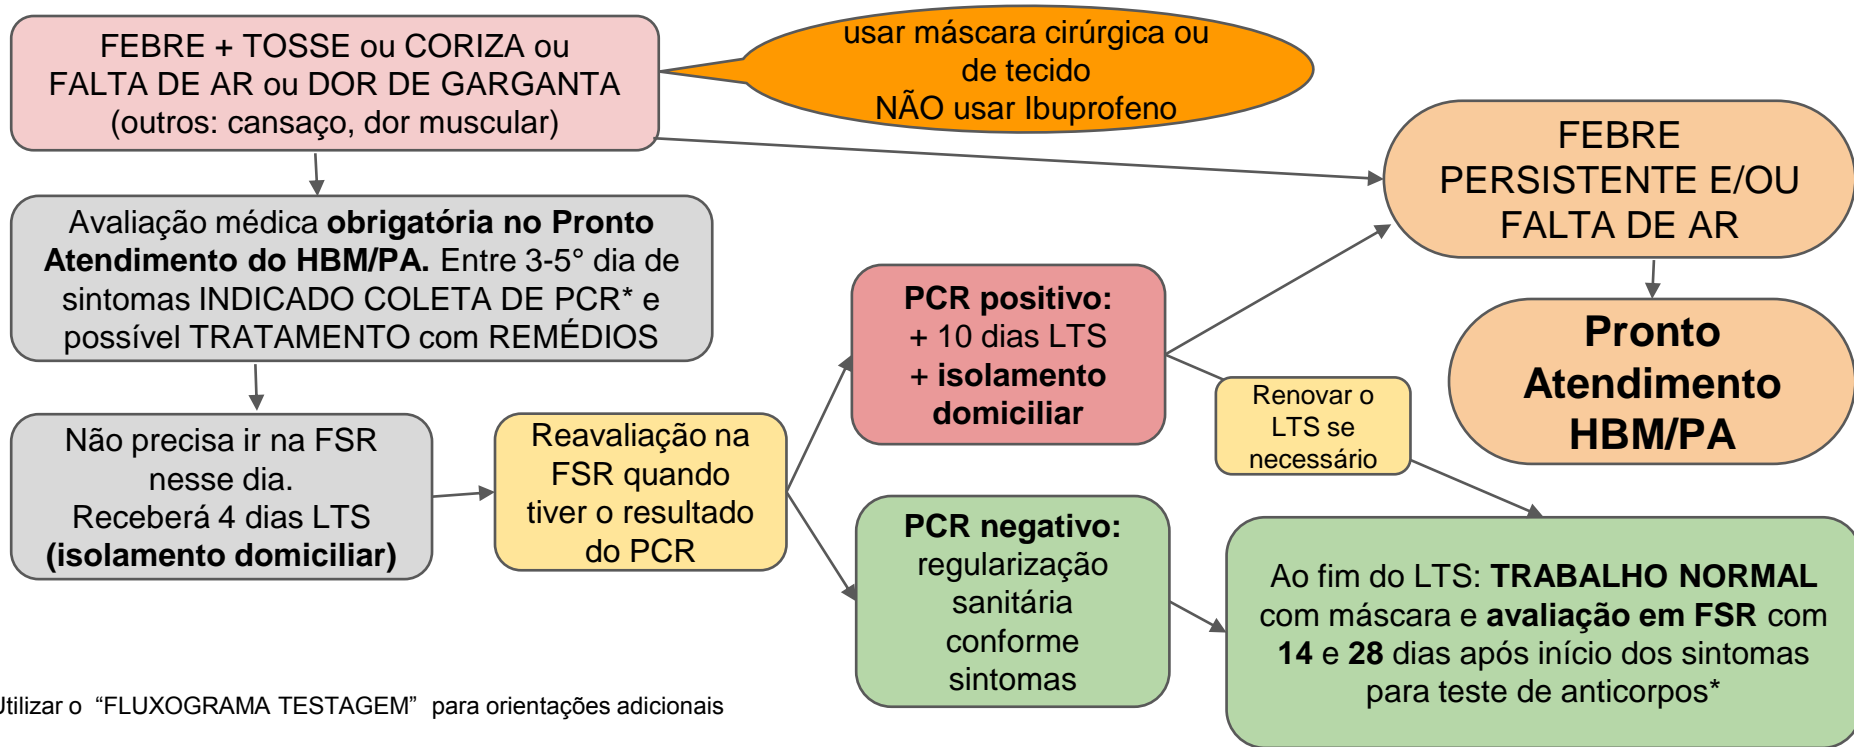 FEBRE + TOSSE ou CORIZA ou
FALTA DE AR ou DOR DE GARGANTA
(outros: cansaço, dor muscular)
usar máscara cirúrgica ou
de tecido
NÃO usar Ibuprofeno
FEBRE
PERSISTENTE E/OU
FALTA DE AR
Avaliação médica obrigatória no Pronto
Atendimento do HBM/PA. Entre 3-5° dia de
sintomas INDICADO COLETA DE PCR* e
possível TRATAMENTO com REMÉDIOS
PCR positivo:
+ 10 dias LTS
+ isolamento
domiciliar
Pronto
Atendimento
HBM/PA
Renovar o
LTS se
necessário
Não precisa ir na FSR
nesse dia.
Receberá 4 dias LTS
(isolamento domiciliar)
Reavaliação na
FSR quando
tiver o resultado
do PCR
PCR negativo:
regularização
sanitária
conforme
sintomas
Ao fim do LTS: TRABALHO NORMAL
com máscara e avaliação em FSR com
14 e 28 dias após início dos sintomas
para teste de anticorpos*
Utilizar o “FLUXOGRAMA TESTAGEM” para orientações adicionais